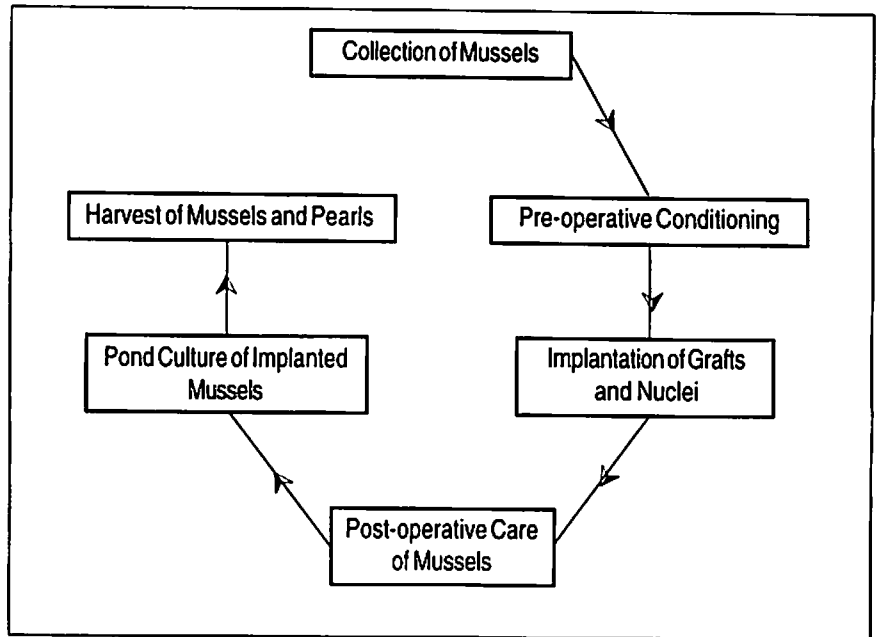 Collection of Mussels
Pre-operative Conditioning
Implantation of Grafts
and Nuclei
Post-operative Care
of Mussels
Pond Culture of Implanted
Mussels
Harvest of Mussels and Pearls